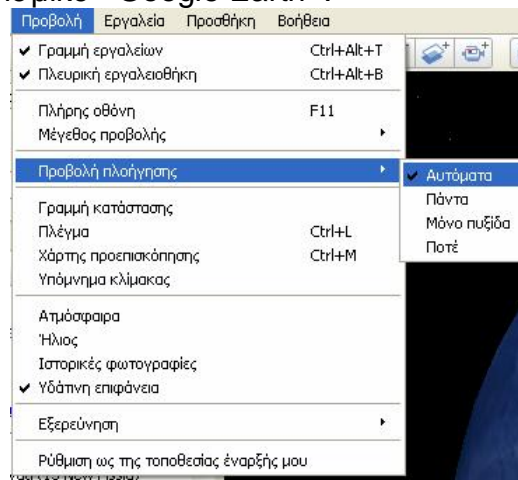 "Google Earth".
Προβολή Εργαλεία Προσθήκη Βοήθεια
Γραμμή εργαλείων Ctrl+Alt+T
Πλευρική εργαλειοθήκη Ctrl+Alt+B
Πλήρης οθόνη F11
Μέγεθος προβολής
Προβολή πλοήγησης
Αυτόματα
Πάντα
Μόνο πυξίδα
Ποτέ
Γραμμή κατάστασης
Πλέγμα Ctrl+L
Χάρτης προεπισκόπησης Ctrl+M
Υπόμνημα κλίμακας
Ατμόσφαιρα
Ήλιος
Ιστορικές φωτογραφίες
Υδάτινη επιφάνεια
Εξερεύνηση
Ρύθμιση ως της τοποθεσίας έναρξής μου